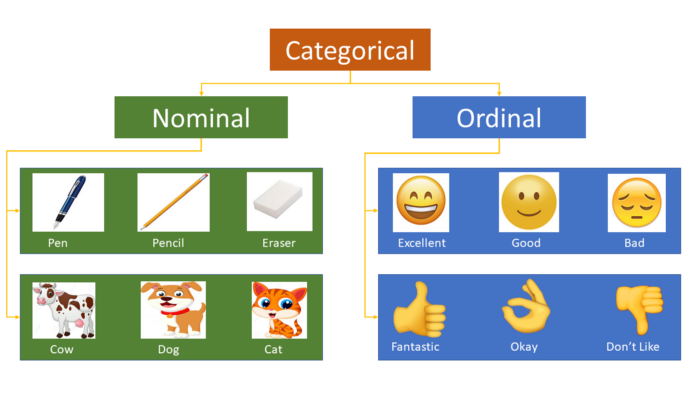 Categorical
Nominal
Ordinal
Pen Pencil Eraser
Excellent Good Bad
Cow Dog Cat
Fantastic Okay Don't Like